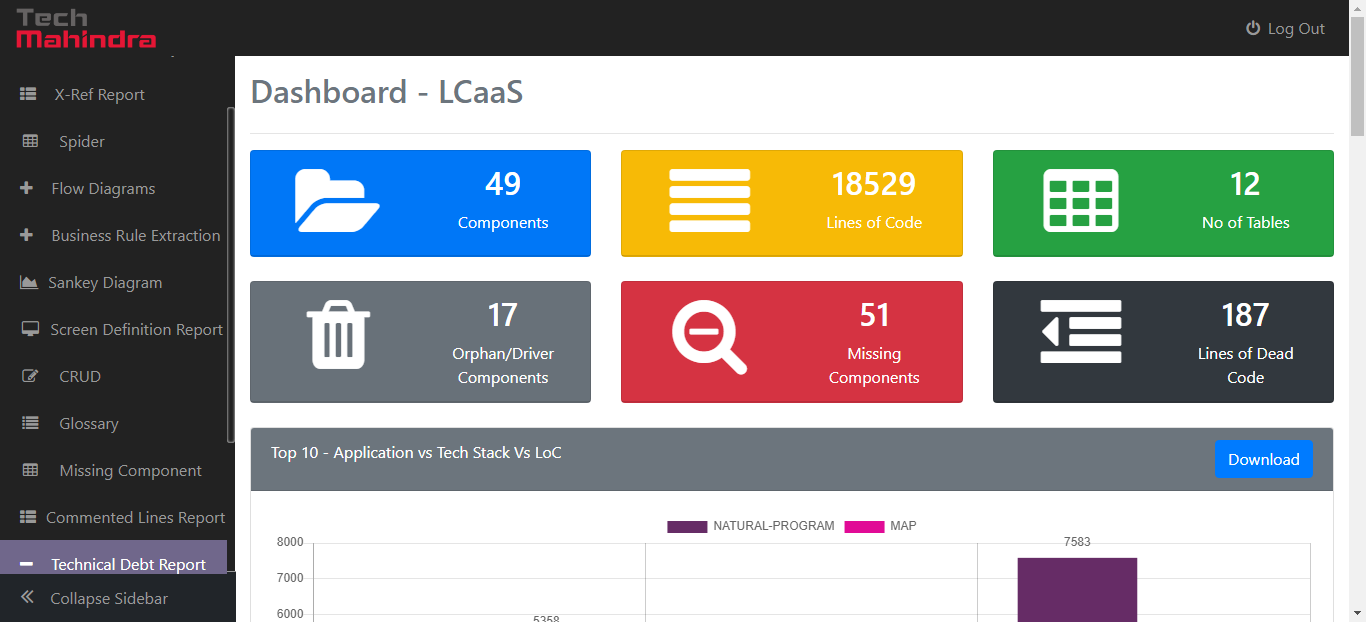 Tech
Mahindra
Log Out
X-Ref Report
Spider
Flow Diagrams
Business Rule Extraction
Sankey Diagram
Screen Definition Report
CRUD
Glossary
Missing Component
Commented Lines Report
Technical Debt Report
Collapse Sidebar
Dashboard - LCaaS
49
Components
18529
Lines of Code
12
No of Tables
17
Orphan/Driver
Components
51
Missing
Components
187
Lines of Dead
Code
Top 10 - Application vs Tech Stack Vs LoC
Download
NATURAL-PROGRAM
MAP
8000
7583
7000
6000
5358